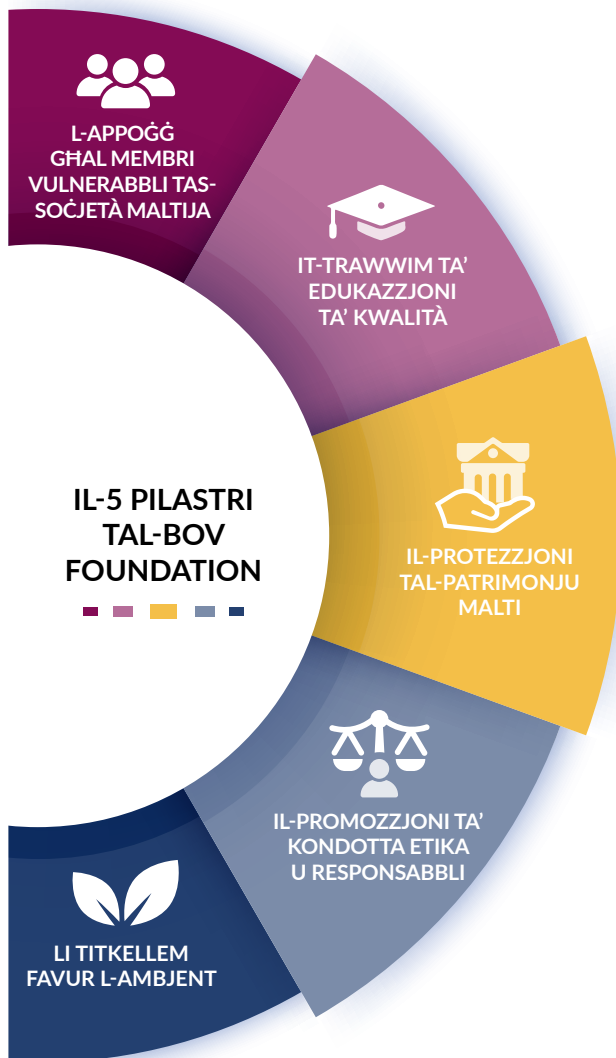 L-APPOĠĠ
GĦAL MEMBRI
VULNERABBLI TAS-
SOĊJETÀ MALTIJA
IT-TRAWWIM TA’
EDUKAZZJONI
TA’ KWALITÀ
IL-5 PILASTRI
TAL-BOV
FOUNDATION
IL-PROTEZZJONI
TAL-PATRIMONJU
MALTI
IL-PROMOZZJONI TA’
KONDOTTA ETIKA
U RESPONSABBLI
LI TITKELLEM
FAVUR L-AMBJENT